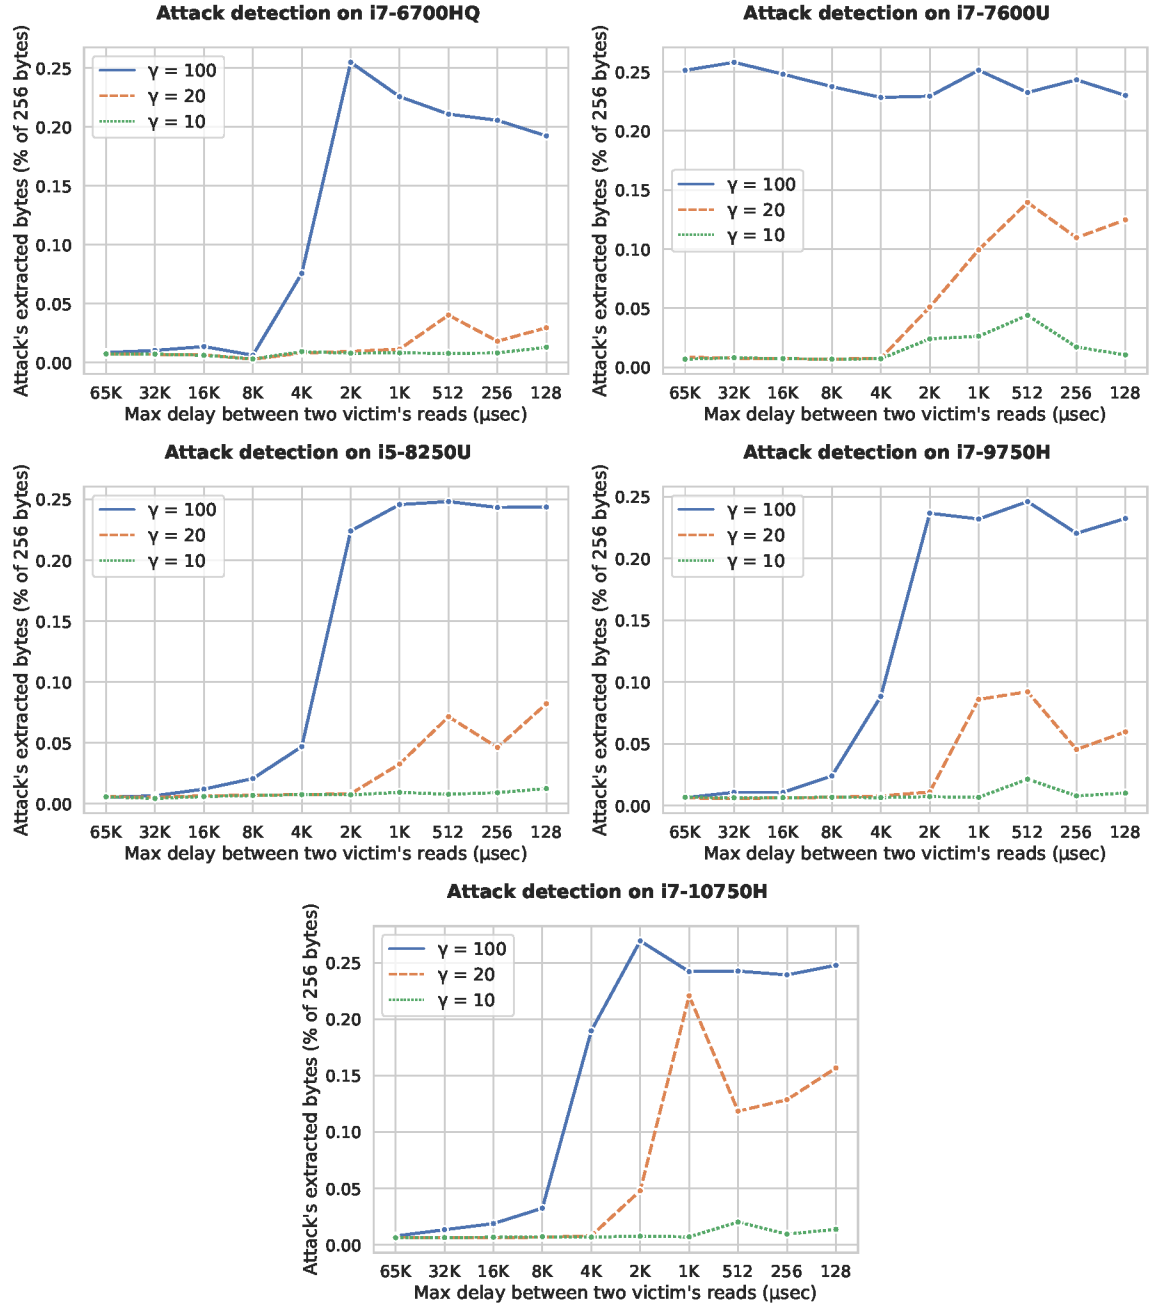 Attack detection on i7-6700HQ
Attack's extracted bytes (% of 256 bytes)
γ = 100
γ = 20
γ = 10
0.25
0.20
0.15
0.10
0.05
0.00
65K 32K 16K 8K 4K 2K 1K 512 256 128
Max delay between two victim's reads (μsec)
Attack detection on i7-7600U
Attack's extracted bytes (% of 256 bytes)
0.25
0.20
0.15
0.10
0.05
0.00
γ = 100
γ = 20
γ = 10
65K 32K 16K 8K 4K 2K 1K 512 256 128
Max delay between two victim's reads (μsec)
Attack detection on i5-8250U
Attack's extracted bytes (% of 256 bytes)
γ = 100
γ = 20
γ = 10
0.25
0.20
0.15
0.10
0.05
0.00
65K 32K 16K 8K 4K 2K 1K 512 256 128
Max delay between two victim's reads (μsec)
Attack detection on i7-9750H
Attack's extracted bytes (% of 256 bytes)
γ = 100
γ = 20
γ = 10
0.25
0.20
0.15
0.10
0.05
0.00
65K 32K 16K 8K 4K 2K 1K 512 256 128
Max delay between two victim's reads (μsec)
Attack detection on i7-10750H
Attack's extracted bytes (% of 256 bytes)
γ = 100
γ = 20
γ = 10
0.25
0.20
0.15
0.10
0.05
0.00
65K 32K 16K 8K 4K 2K 1K 512 256 128
Max delay between two victim's reads (μsec)